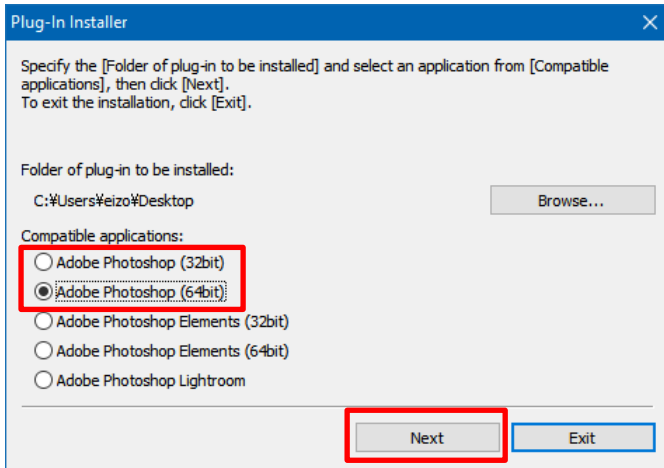 Plug-In Installer
Specify the [Folder of plug-in to be installed] and select an application from [Compatible
applications], then click [Next].
To exit the installation, click [Exit].
Folder of plug-in to be installed:
C:¥Users¥eizo¥Desktop
Browse...
Compatible applications:
Adobe Photoshop (32bit)
Adobe Photoshop (64bit)
Adobe Photoshop Elements (32bit)
Adobe Photoshop Elements (64bit)
Adobe Photoshop Lightroom
Next
Exit